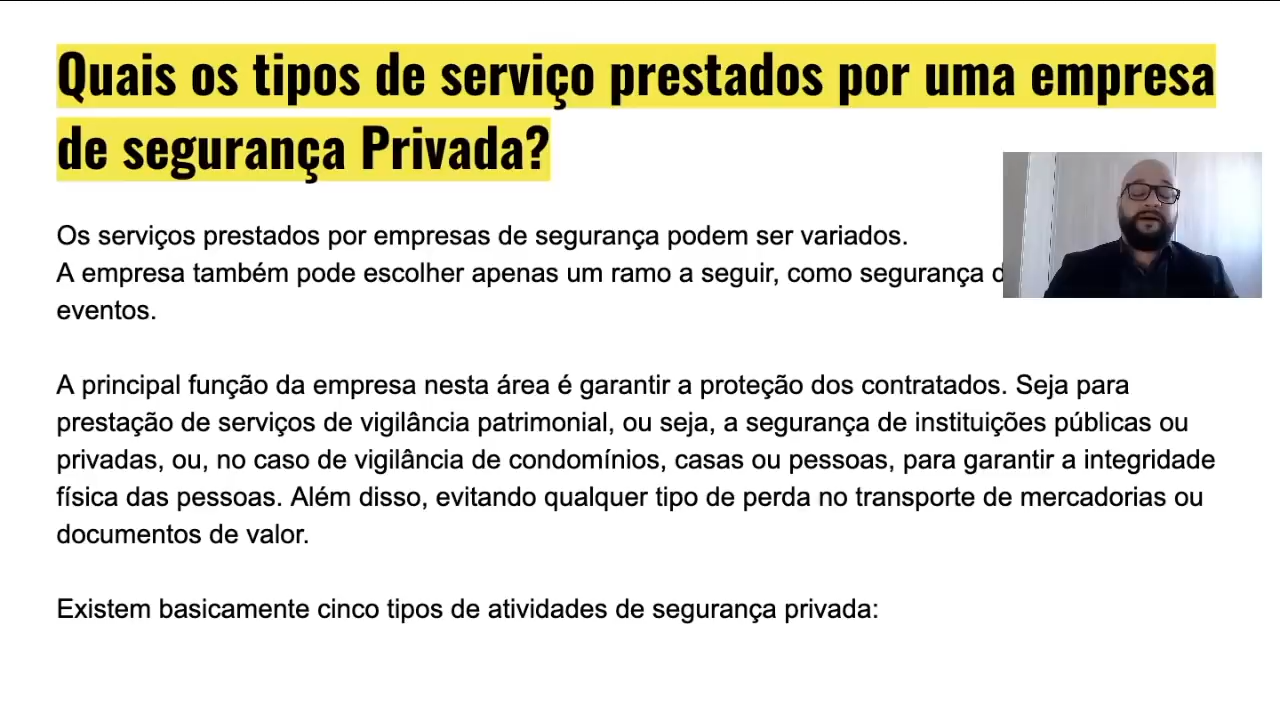 Quais os tipos de serviço prestados por uma empresa
de segurança Privada?
Os serviços prestados por empresas de segurança podem ser variados.
A empresa também pode escolher apenas um ramo a seguir, como segurança
eventos.
A principal função da empresa nesta área é garantir a proteção dos contratados. Seja para
prestação de serviços de vigilância patrimonial, ou seja, a segurança de instituições públicas ou
privadas, ou, no caso de vigilância de condomínios, casas ou pessoas, para garantir a integridade
física das pessoas. Além disso, evitando qualquer tipo de perda no transporte de mercadorias ou
documentos de valor.
Existem basicamente cinco tipos de atividades de segurança privada: